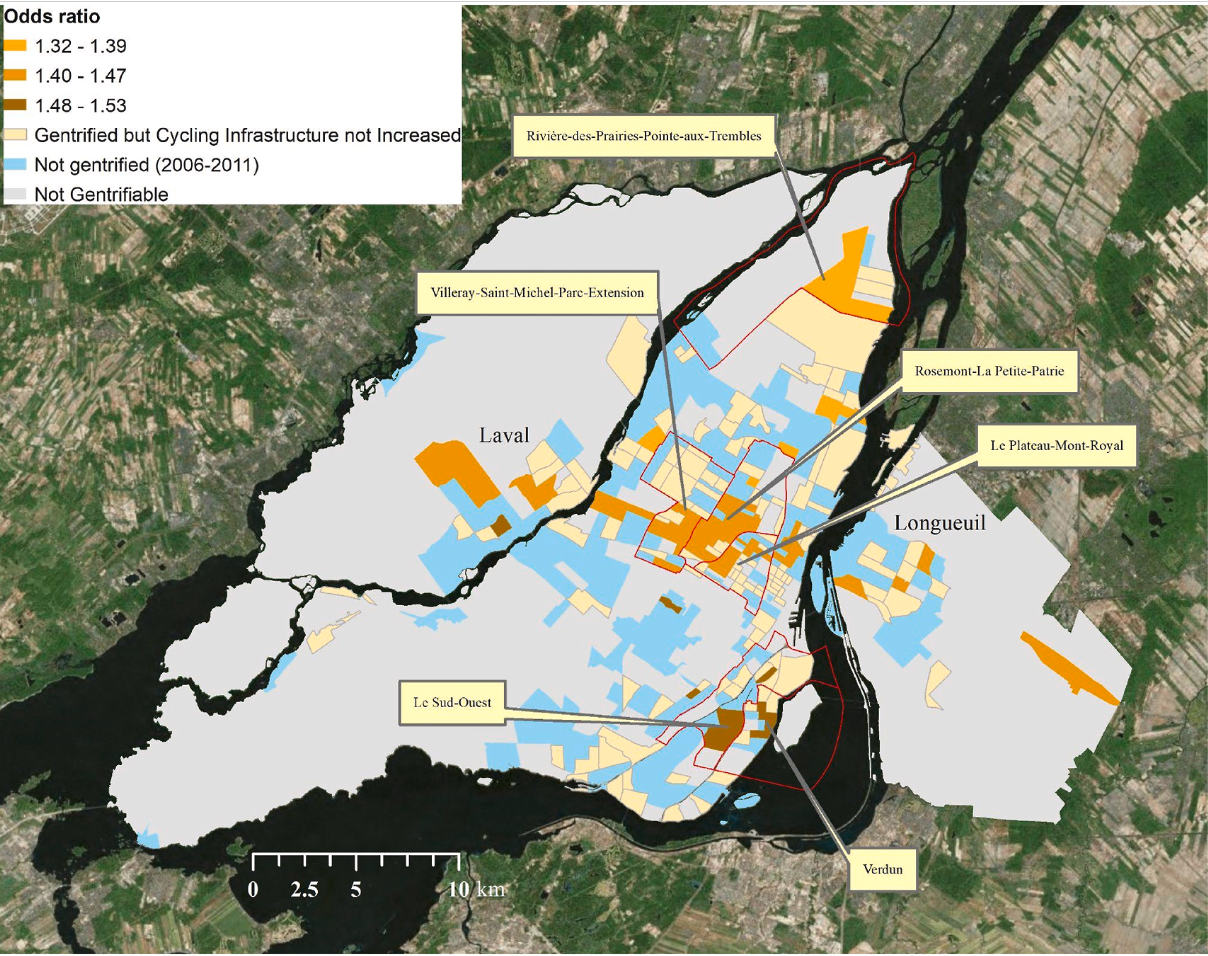 Odds ratio
1.32 - 1.39
1.40 - 1.47
1.48 - 1.53
Gentrified but Cycling Infrastructure not Increased
Not gentrified (2006-2011)
Not Gentrifiable
Rivière-des-Prairies-Pointe-aux-Trembles
Villeray-Saint-Michel-Parc-Extension
Rosemont-La Petite-Patrie
Le Plateau-Mont-Royal
Laval
Longueuil
Le Sud-Ouest
Verdun
0 2.5 5 10 km